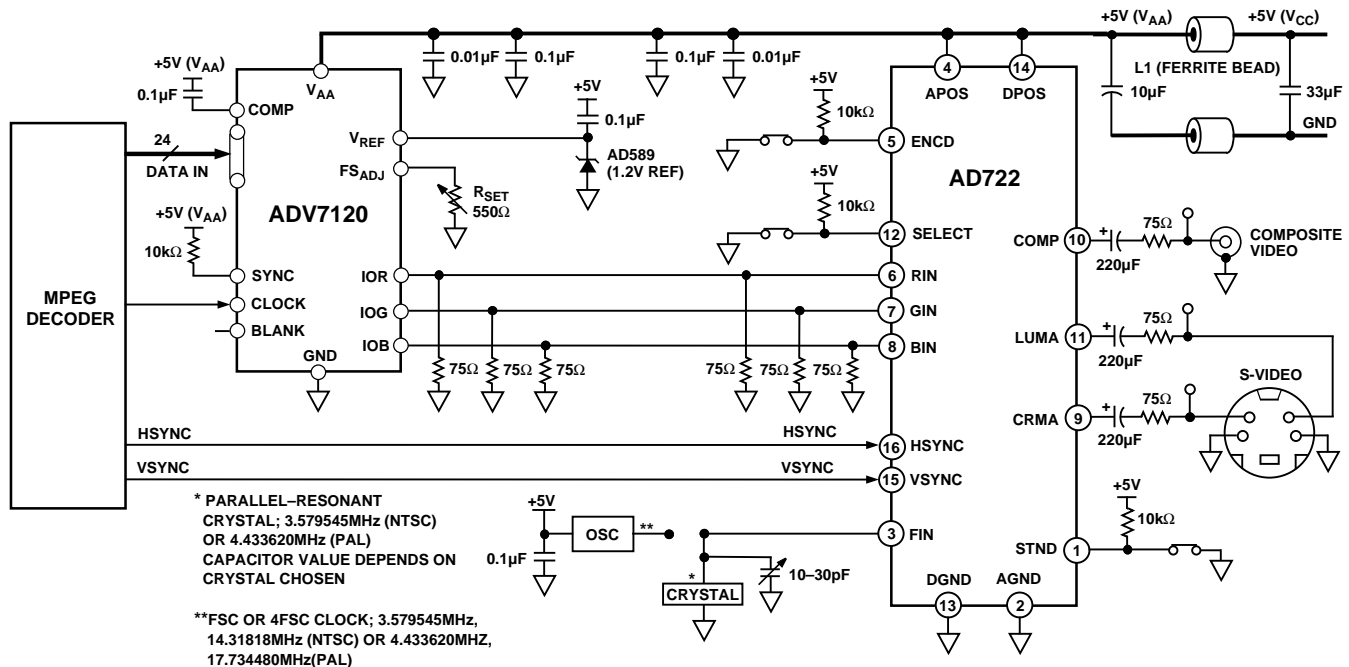 +5V (VAA)
+5V (VCC)
0.01µF
0.1µF
0.1µF
0.01µF
+5V (VAA)
0.1µF
VAA
COMP
4
14
APOS
DPOS
L1 (FERRITE BEAD)
10µF
33µF
GND
+5V
0.1µF
+5V
10kΩ
VREF
5
ENCD
24
DATA IN
FSADJ
AD589
(1.2V REF)
AD722
ADV7120
RSET
550Ω
+5V
10kΩ
12
SELECT
+5V (VAA)
10kΩ
COMP
10
+
220µF
75Ω
COMPOSITE
VIDEO
SYNC
IOR
6
RIN
MPEG
DECODER
CLOCK
IOG
7
GIN
BLANK
IOB
8
BIN
LUMA
11
+
220µF
75Ω
GND
75Ω
75Ω
75Ω
75Ω
75Ω
75Ω
S-VIDEO
CRMA
9
+
220µF
75Ω
HSYNC
HSYNC
16
HSYNC
VSYNC
VSYNC
15
VSYNC
* PARALLEL–RESONANT
CRYSTAL; 3.579545MHz (NTSC)
OR 4.433620MHz (PAL)
CAPACITOR VALUE DEPENDS ON
CRYSTAL CHOSEN
+5V
OSC
**
0.1µF
3
FIN
*
CRYSTAL
10–30pF
+5V
10kΩ
STND
1
DGND
AGND
13
2
**FSC OR 4FSC CLOCK; 3.579545MHz,
14.31818MHz (NTSC) OR 4.433620MHZ,
17.734480MHz(PAL)